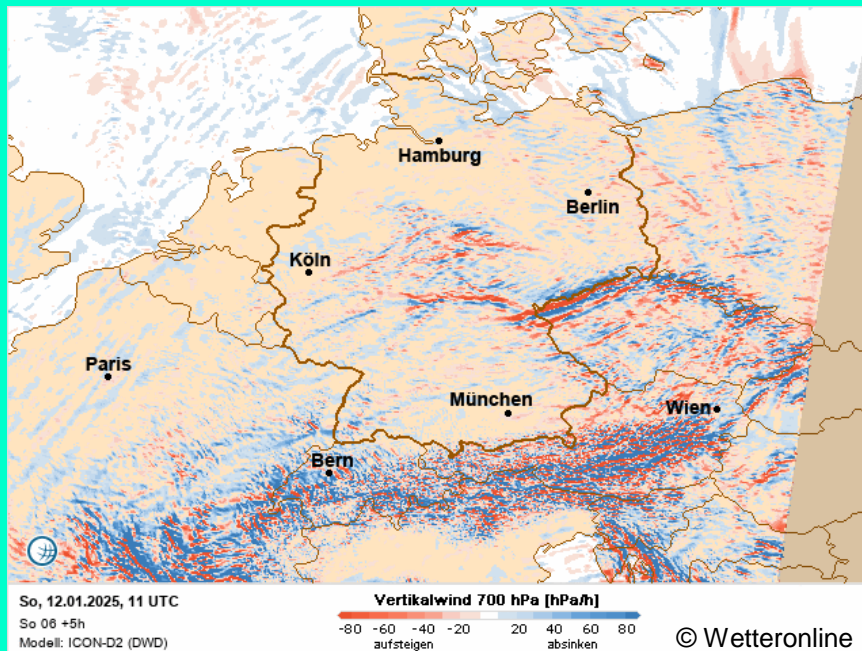 Hamburg
Berlin
Köln
Paris
München
Wien
Bern
So, 12.01.2025, 11 UTC
So 06 +5h
Modell: ICON-D2 (DWD)
Vertikalwind 700 hPa [hPa/h]
-80 -60 -40 -20 20 40 60 80
aufsteigen absinken
© Wetteronline